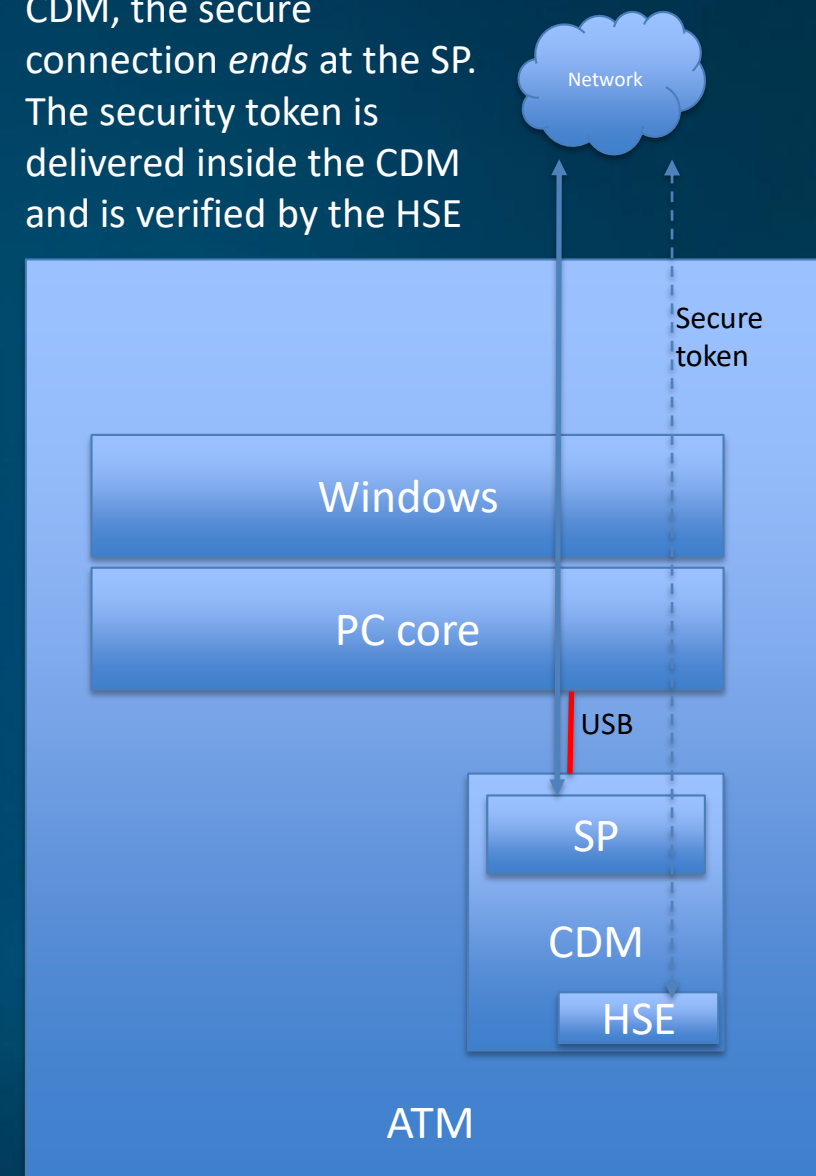 CDM, the secure
connection ends at the SP.
The security token is
delivered inside the CDM
and is verified by the HSE
Network
Secure
token
Windows
PC core
USB
SP
CDM
HSE
ATM